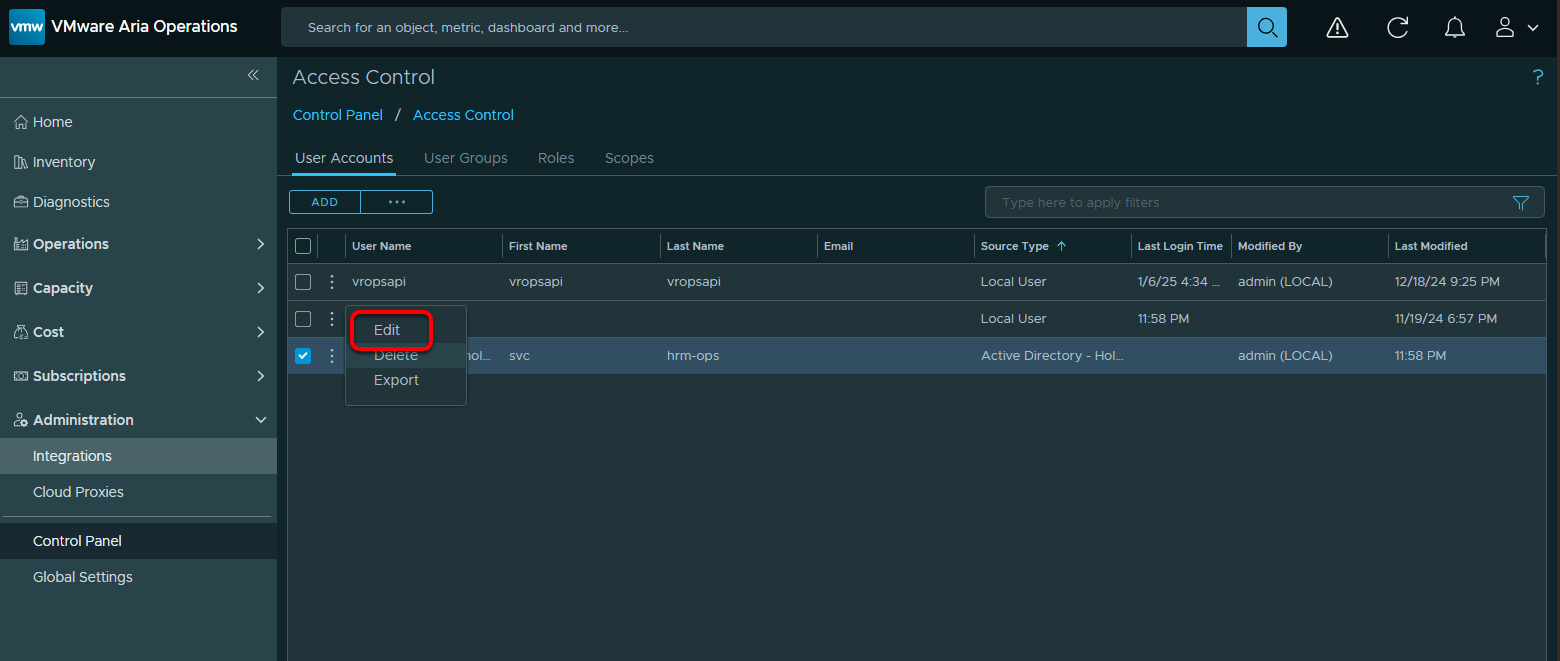 vmw VMware Aria Operations
Search for an object, metric, dashboard and more...
Access Control
?
Control Panel / Access Control
Home
Inventory
Diagnostics
Operations
Capacity
Cost
Subscriptions
Administration
Integrations
Cloud Proxies
Control Panel
Global Settings
User Accounts User Groups Roles Scopes
ADD ...
Type here to apply filters
User Name First Name Last Name Email Source Type Last Login Time Modified By Last Modified
vropsapi vropsapi vropsapi Local User 1/6/25 4:34 ... admin (LOCAL) 12/18/24 9:25 PM
Local User 11:58 PM 11/19/24 6:57 PM
hol... svc hrm-ops Active Directory - Hol... admin (LOCAL) 11:58 PM
Edit
Delete
Export